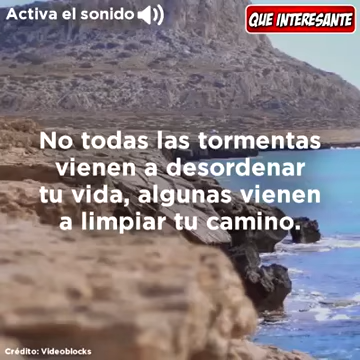 Activa el sonido
QUE INTERESANTE
No todas las tormentas
vienen a desordenar
tu vida, algunas vienen
a limpiar tu camino.
Crédito: Videoblocks